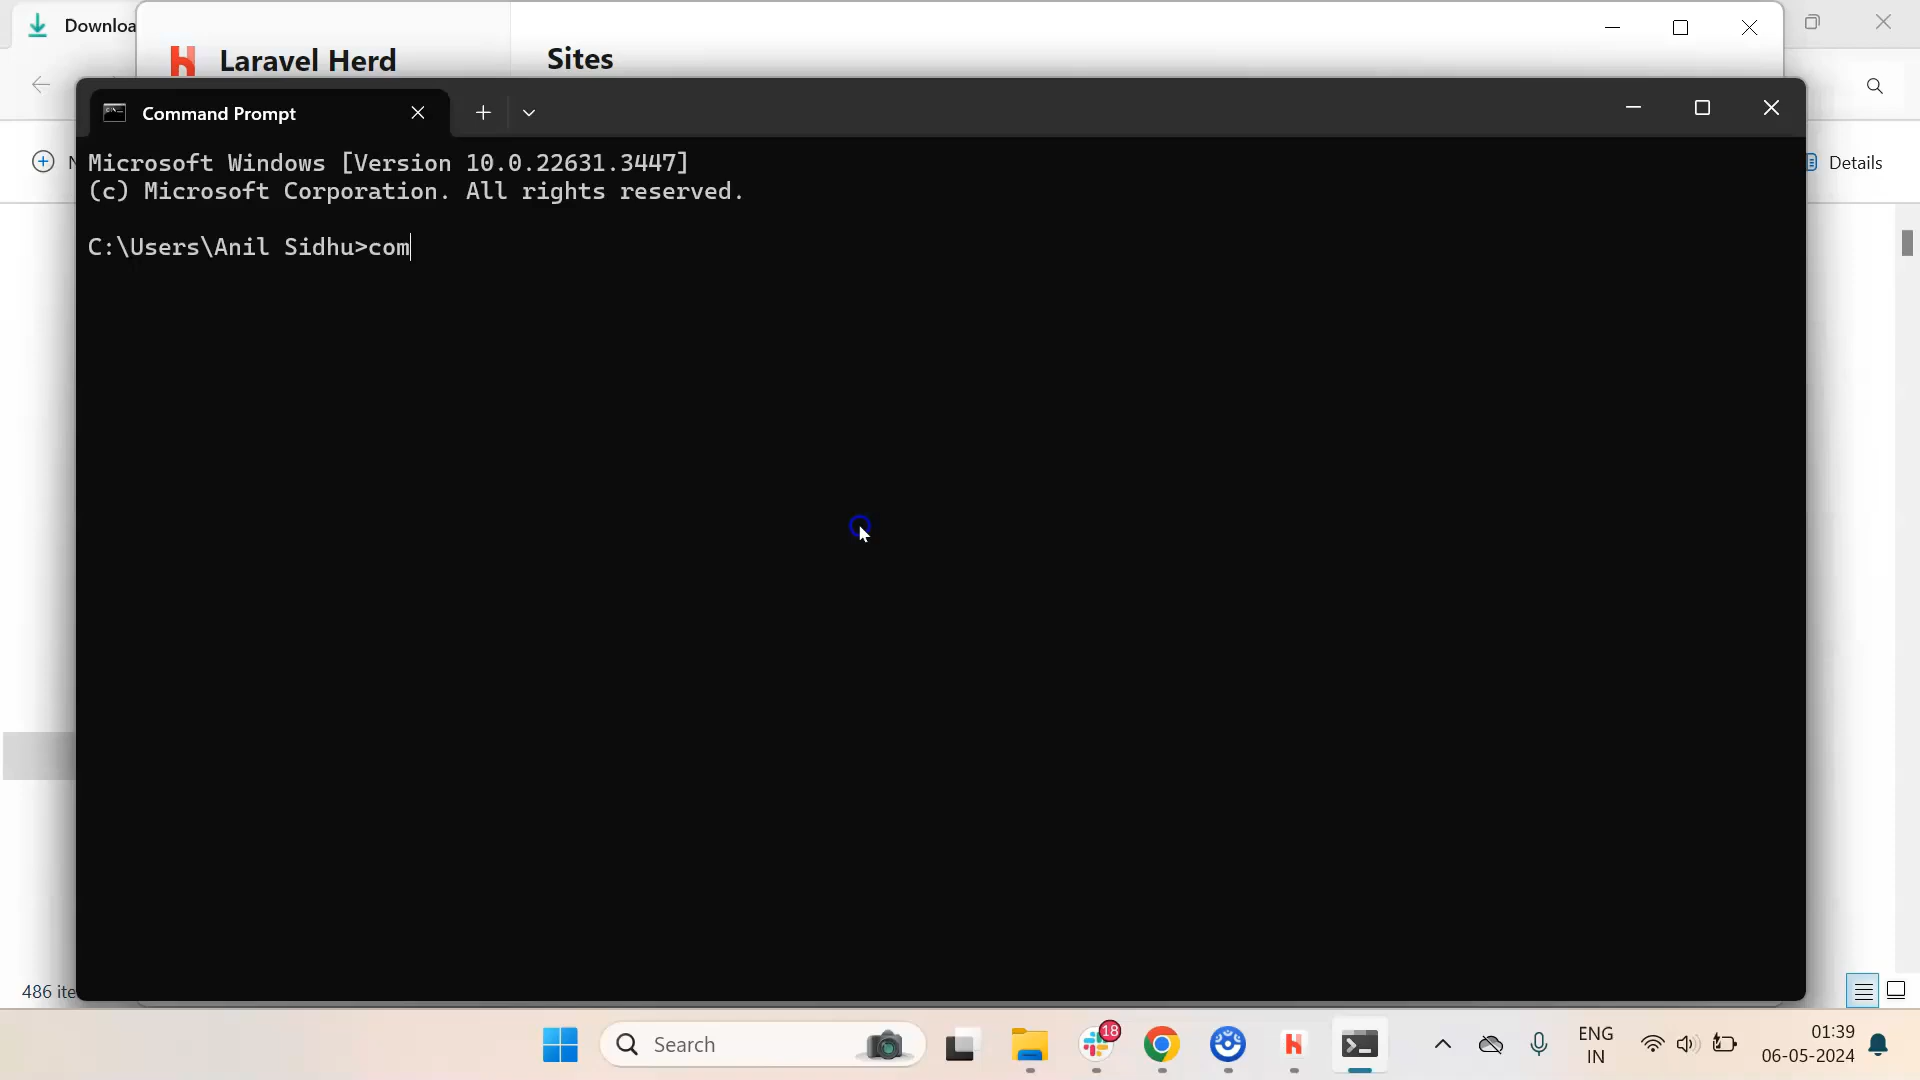 Downloa
Laravel Herd
Sites
Command Prompt
Details
Microsoft Windows [Version 10.0.22631.3447]
(c) Microsoft Corporation. All rights reserved.
C:\Users\Anil Sidhu>com
486 ite
Search
18
ENG
IN
01:39
06-05-2024